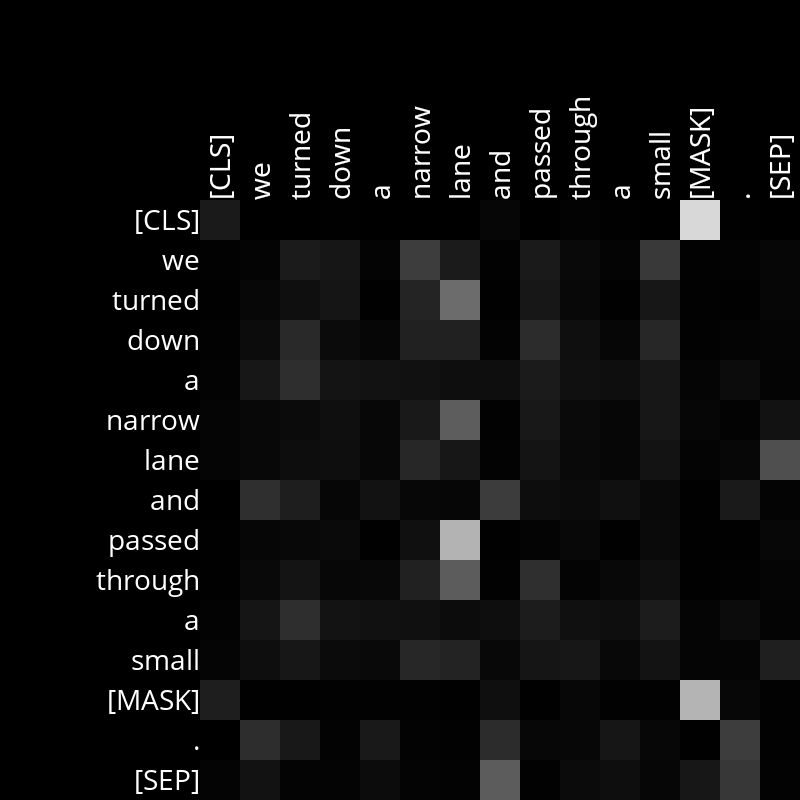 [CLS] we turned down a narrow lane and passed through a small [MASK] . [SEP]
[CLS]
we
turned
down
a
narrow
lane
and
passed
through
a
small
[MASK]
.
[SEP]